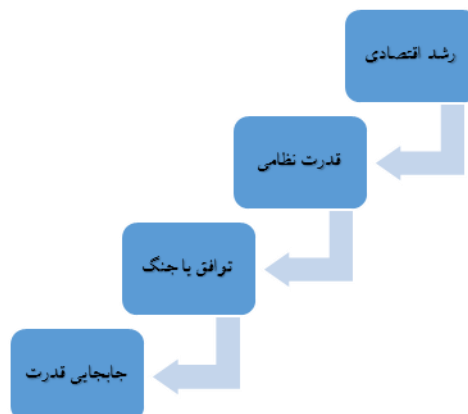 رشد اقتصادی
قدرت نظامی
توافق یا جنگ
جابجایی قدرت